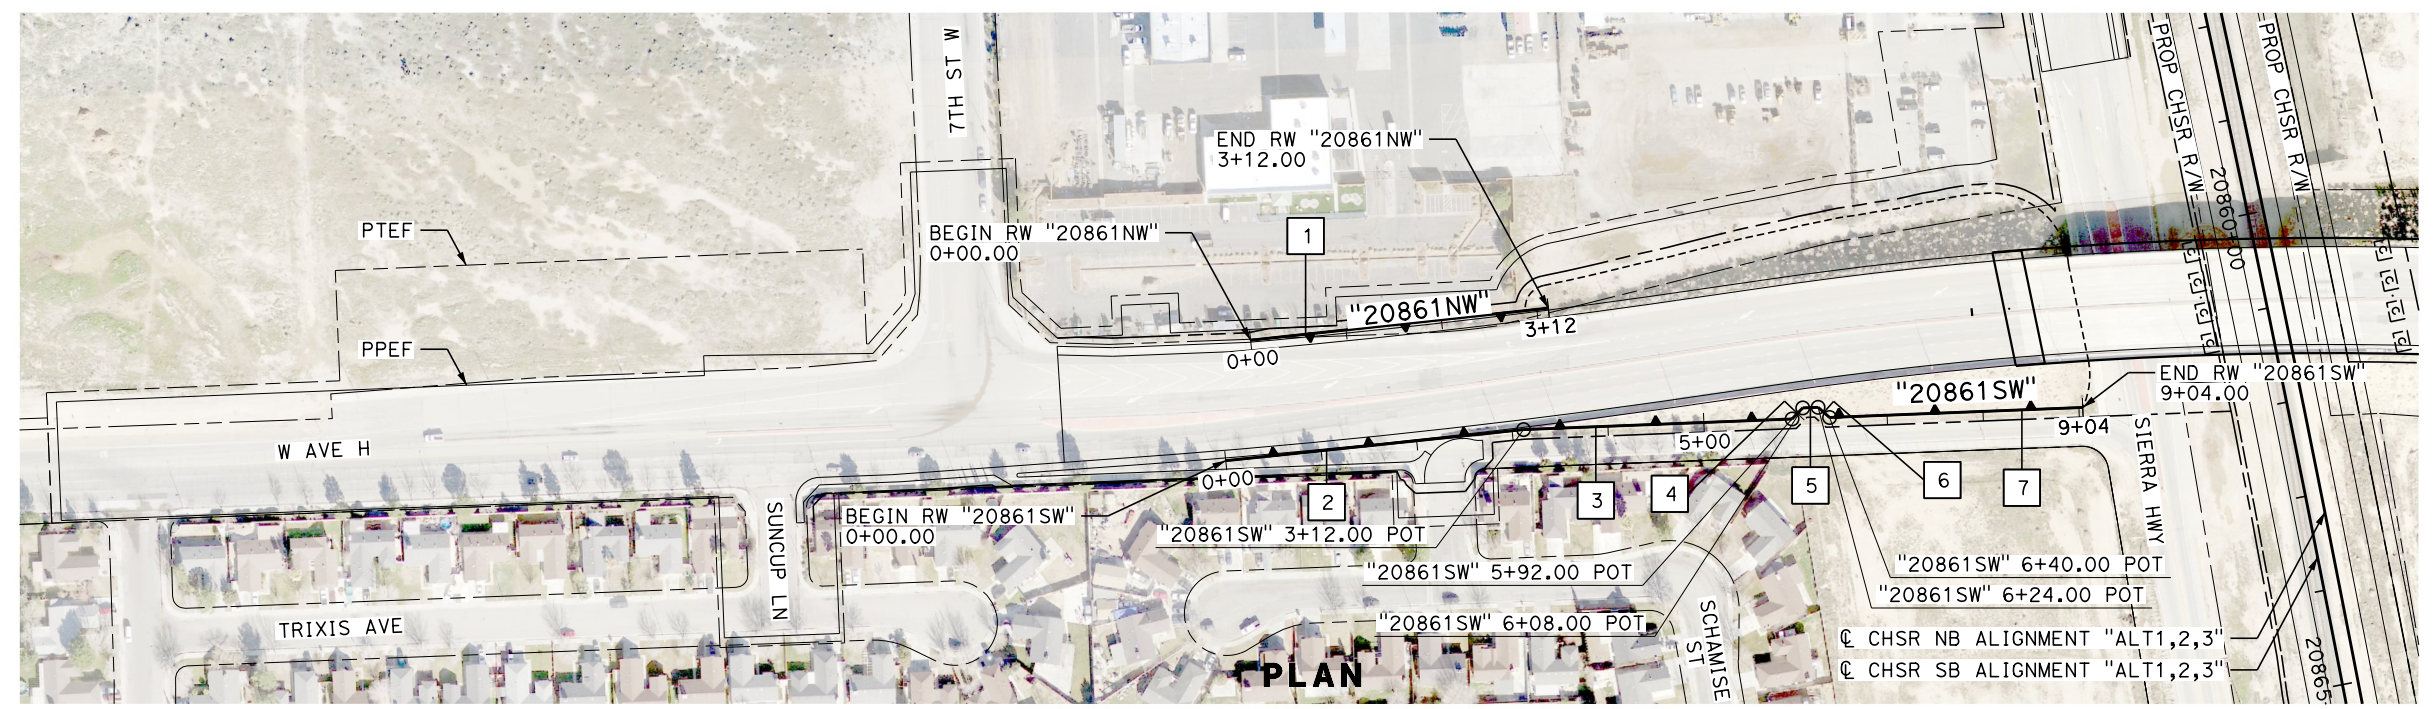 7TH ST W
PROP CHSR R/W
PROP CHSR R/W
END RW "20861NW"
3+12.00
20860+00
PTEF
BEGIN RW "20861NW"
0+00.00
1
"20861NW"
3+12
0+00
PPEF
END RW "20861SW"
9+04.00
"20861SW"
9+04
W AVE H
5+00
0+00
SIERRA HWY
2
3
4
5
6
7
SUNCUP LN
BEGIN RW "20861SW"
0+00.00
"20861SW" 3+12.00 POT
"20861SW" 5+92.00 POT
"20861SW" 6+40.00 POT
"20861SW" 6+24.00 POT
"20861SW" 6+08.00 POT
TRIXIS AVE
SCHAMISE
ST
℄ CHSR NB ALIGNMENT "ALT1,2,3"
℄ CHSR SB ALIGNMENT "ALT1,2,3"
20865
PLAN